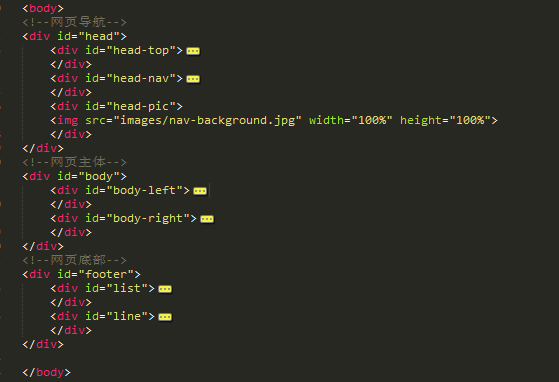 <body>
<!--网页导航-->
<div id="head">
    <div id="head-top">
    </div>
    <div id="head-nav">
    </div>
    <div id="head-pic">
    <img src="images/nav-background.jpg" width="100%" height="100%">
    </div>
</div>
<!--网页主体-->
<div id="body">
    <div id="body-left">
    </div>
    <div id="body-right">
    </div>
</div>
<!--网页底部-->
<div id="footer">
    <div id="list">
    </div>
    <div id="line">
    </div>
</div>
</body>